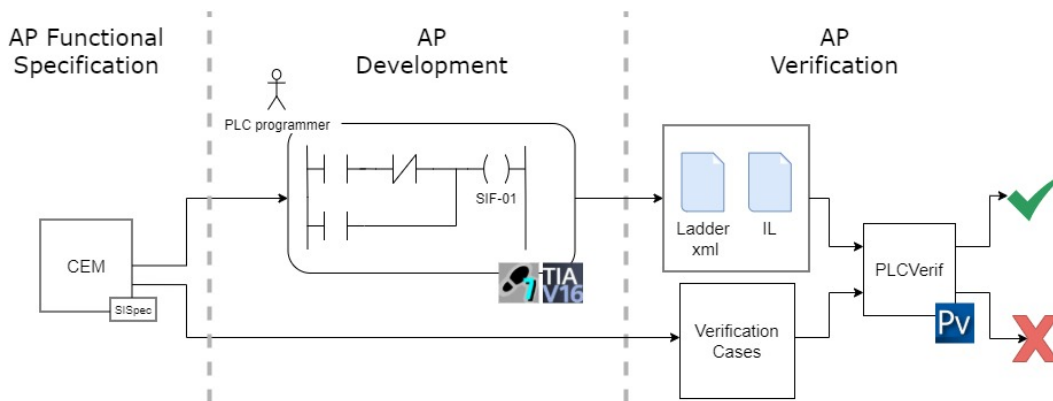 AP Functional
Specification
AP
Development
AP
Verification
PLC programmer
SIF-01
7
TIA
V16
CEM
SISpec
Ladder
xml
IL
PLCVerif
Pv
Verification
Cases